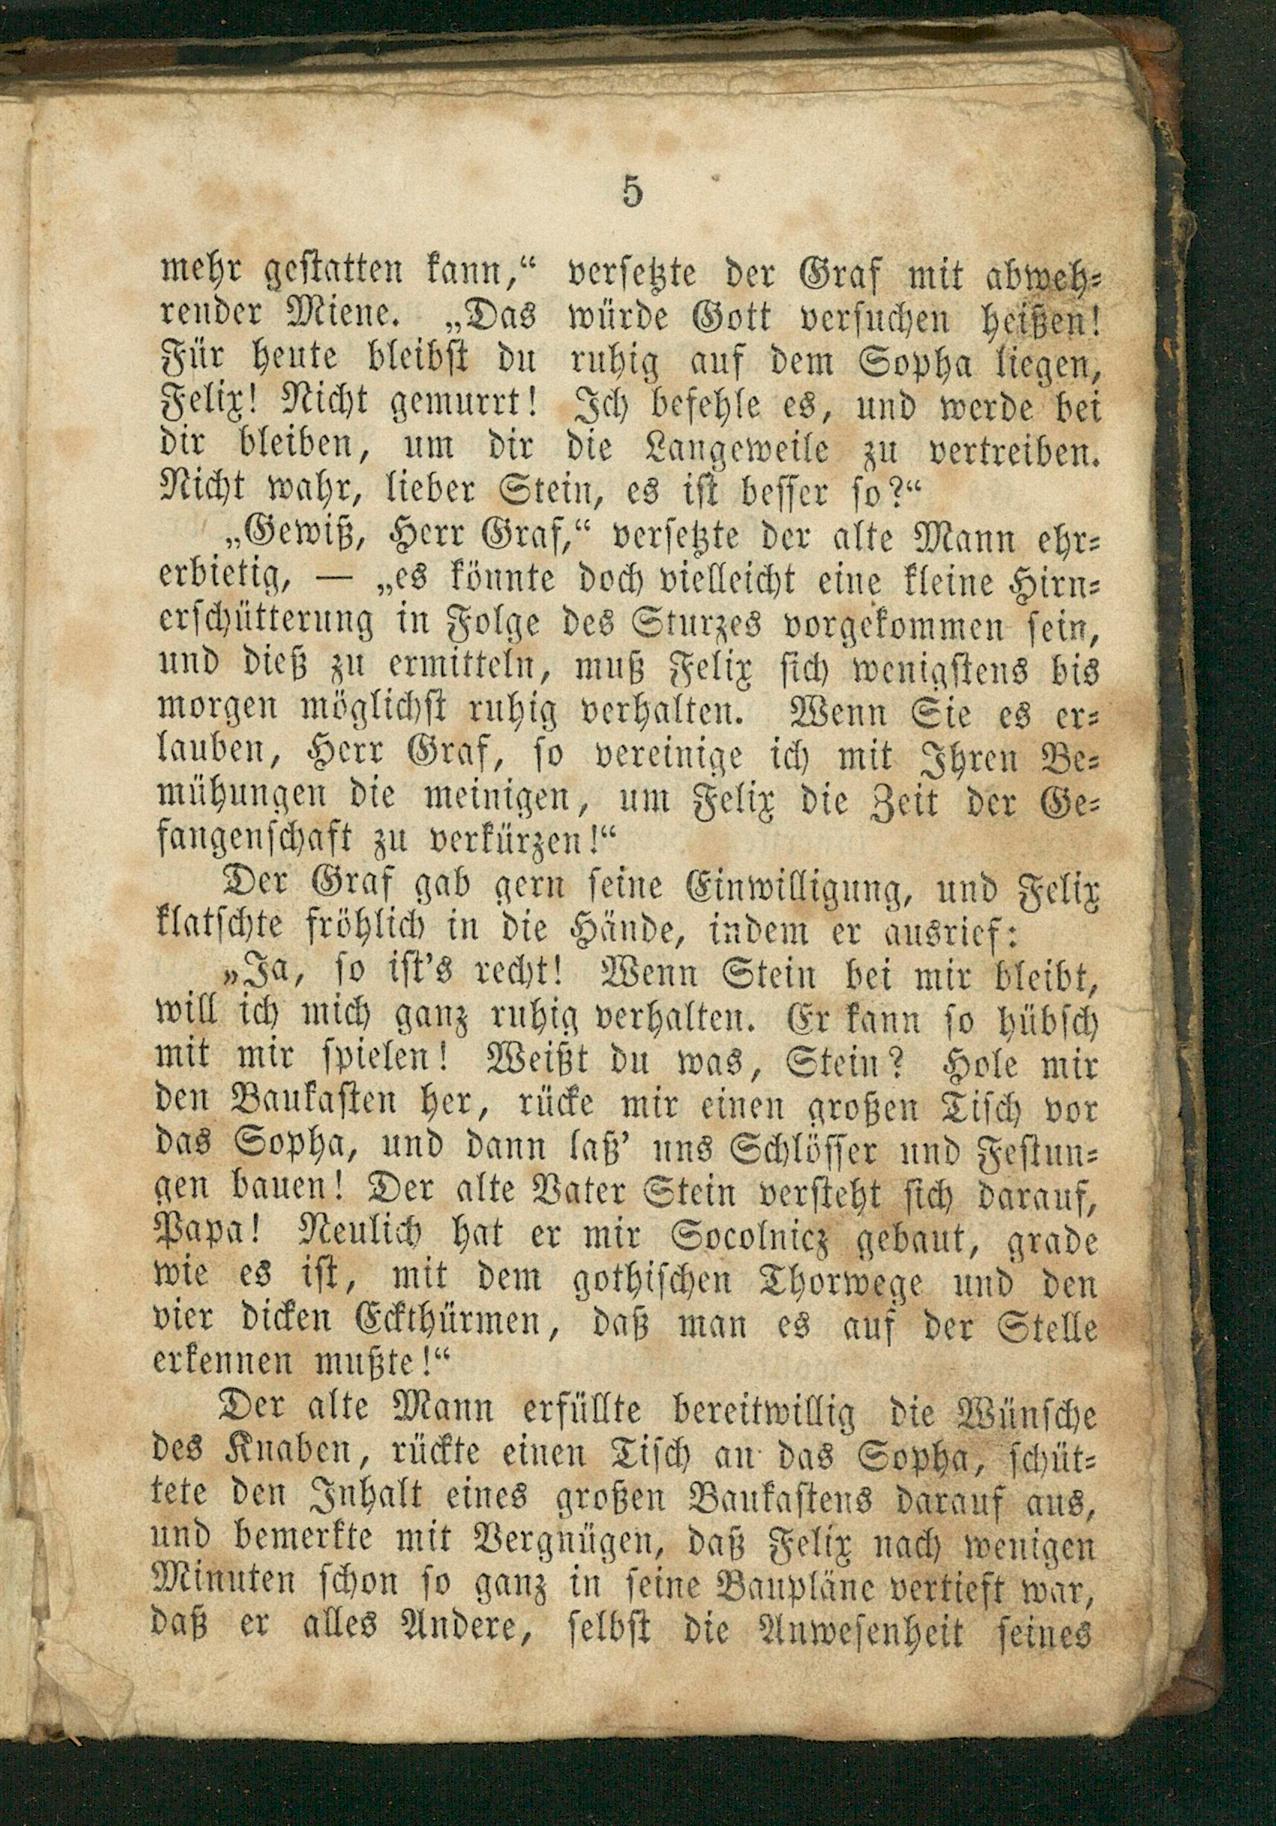 5
mehr gestatten kann,“ versetzte der Graf mit abweh-
render Miene. „Das würde Gott versuchen heißen!
Für heute bleibst du ruhig auf dem Sopha liegen,
Felix! Nicht gemurrt! Ich befehle es, und werde bei
dir bleiben, um dir die Langeweile zu vertreiben.
Nicht wahr, lieber Stein, es ist besser so?“
„Gewiß, Herr Graf,“ versetzte der alte Mann ehr-
erbietig, — „es könnte doch vielleicht eine kleine Hirn-
erschütterung in Folge des Sturzes vorgekommen sein,
und dieß zu ermitteln, muß Felix sich wenigstens bis
morgen möglichst ruhig verhalten. Wenn Sie es er-
lauben, Herr Graf, so vereinige ich mit Ihren Be-
mühungen die meinigen, um Felix die Zeit der Ge-
fangenschaft zu verkürzen!“
Der Graf gab gern seine Einwilligung, und Felix
klatschte fröhlich in die Hände, indem er ausrief:
„Ja, so ist's recht! Wenn Stein bei mir bleibt,
will ich mich ganz ruhig verhalten. Er kann so hübsch
mit mir spielen! Weißt du was, Stein? Hole mir
den Baukasten her, rücke mir einen großen Tisch vor
das Sopha, und dann laß' uns Schlösser und Festun-
gen bauen! Der alte Vater Stein versteht sich darauf,
Papa! Neulich hat er mir Socolnicz gebaut, grade
wie es ist, mit dem gothischen Thorwege und den
vier dicken Eckthürmen, daß man es auf der Stelle
erkennen mußte!“
Der alte Mann erfüllte bereitwillig die Wünsche
des Knaben, rückte einen Tisch an das Sopha, schüt-
tete den Inhalt eines großen Baukastens darauf aus,
und bemerkte mit Vergnügen, daß Felix nach wenigen
Minuten schon so ganz in seine Baupläne vertieft war,
daß er alles Andere, selbst die Anwesenheit seines